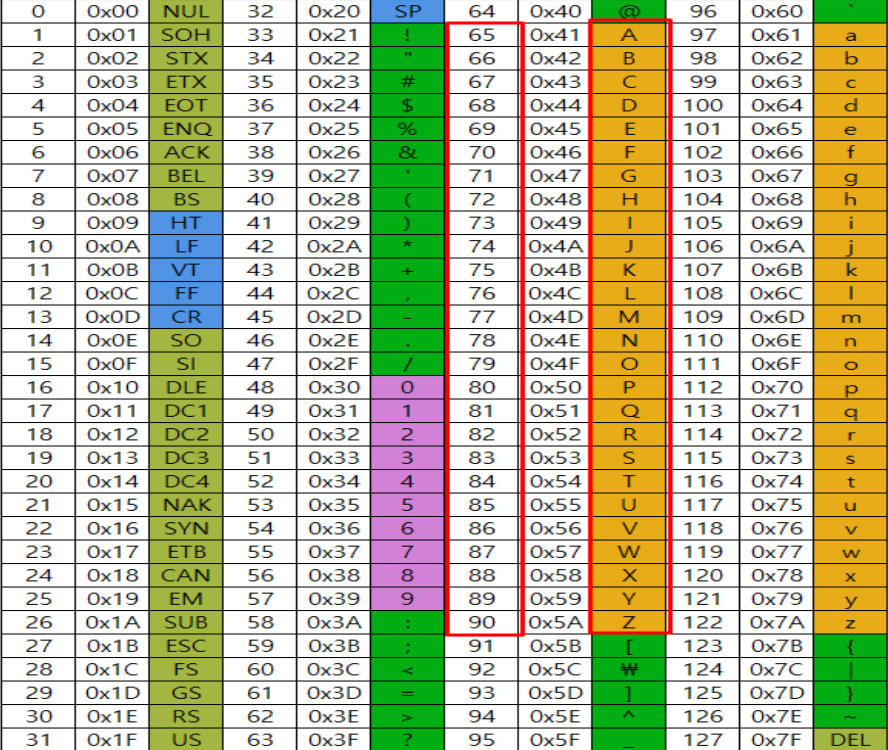 0 0x00 NUL 32 0x20 SP 64 0x40 @ 96 0x60 `
1 0x01 SOH 33 0x21 ! 65 0x41 A 97 0x61 a
2 0x02 STX 34 0x22 " 66 0x42 B 98 0x62 b
3 0x03 ETX 35 0x23 # 67 0x43 C 99 0x63 c
4 0x04 EOT 36 0x24 $ 68 0x44 D 100 0x64 d
5 0x05 ENQ 37 0x25 % 69 0x45 E 101 0x65 e
6 0x06 ACK 38 0x26 & 70 0x46 F 102 0x66 f
7 0x07 BEL 39 0x27 ' 71 0x47 G 103 0x67 g
8 0x08 BS 40 0x28 ( 72 0x48 H 104 0x68 h
9 0x09 HT 41 0x29 ) 73 0x49 I 105 0x69 i
10 0x0A LF 42 0x2A * 74 0x4A J 106 0x6A j
11 0x0B VT 43 0x2B + 75 0x4B K 107 0x6B k
12 0x0C FF 44 0x2C , 76 0x4C L 108 0x6C l
13 0x0D CR 45 0x2D - 77 0x4D M 109 0x6D m
14 0x0E SO 46 0x2E . 78 0x4E N 110 0x6E n
15 0x0F SI 47 0x2F / 79 0x4F O 111 0x6F o
16 0x10 DLE 48 0x30 0 80 0x50 P 112 0x70 p
17 0x11 DC1 49 0x31 1 81 0x51 Q 113 0x71 q
18 0x12 DC2 50 0x32 2 82 0x52 R 114 0x72 r
19 0x13 DC3 51 0x33 3 83 0x53 S 115 0x73 s
20 0x14 DC4 52 0x34 4 84 0x54 T 116 0x74 t
21 0x15 NAK 53 0x35 5 85 0x55 U 117 0x75 u
22 0x16 SYN 54 0x36 6 86 0x56 V 118 0x76 v
23 0x17 ETB 55 0x37 7 87 0x57 W 119 0x77 w
24 0x18 CAN 56 0x38 8 88 0x58 X 120 0x78 x
25 0x19 EM 57 0x39 9 89 0x59 Y 121 0x79 y
26 0x1A SUB 58 0x3A : 90 0x5A Z 122 0x7A z
27 0x1B ESC 59 0x3B ; 91 0x5B [ 123 0x7B {
28 0x1C FS 60 0x3C < 92 0x5C ₩ 124 0x7C |
29 0x1D GS 61 0x3D = 93 0x5D ] 125 0x7D }
30 0x1E RS 62 0x3E > 94 0x5E ^ 126 0x7E ~
31 0x1F US 63 0x3F ? 95 0x5F _ 127 0x7F DEL